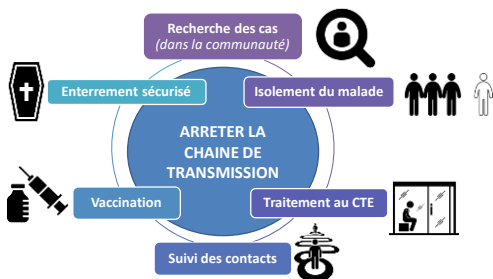 Recherche des cas
(dans la communauté)
Enterrement sécurisé
Isolement du malade
ARRETER LA
CHAINE DE
TRANSMISSION
Vaccination
Traitement au CTE
Suivi des contacts